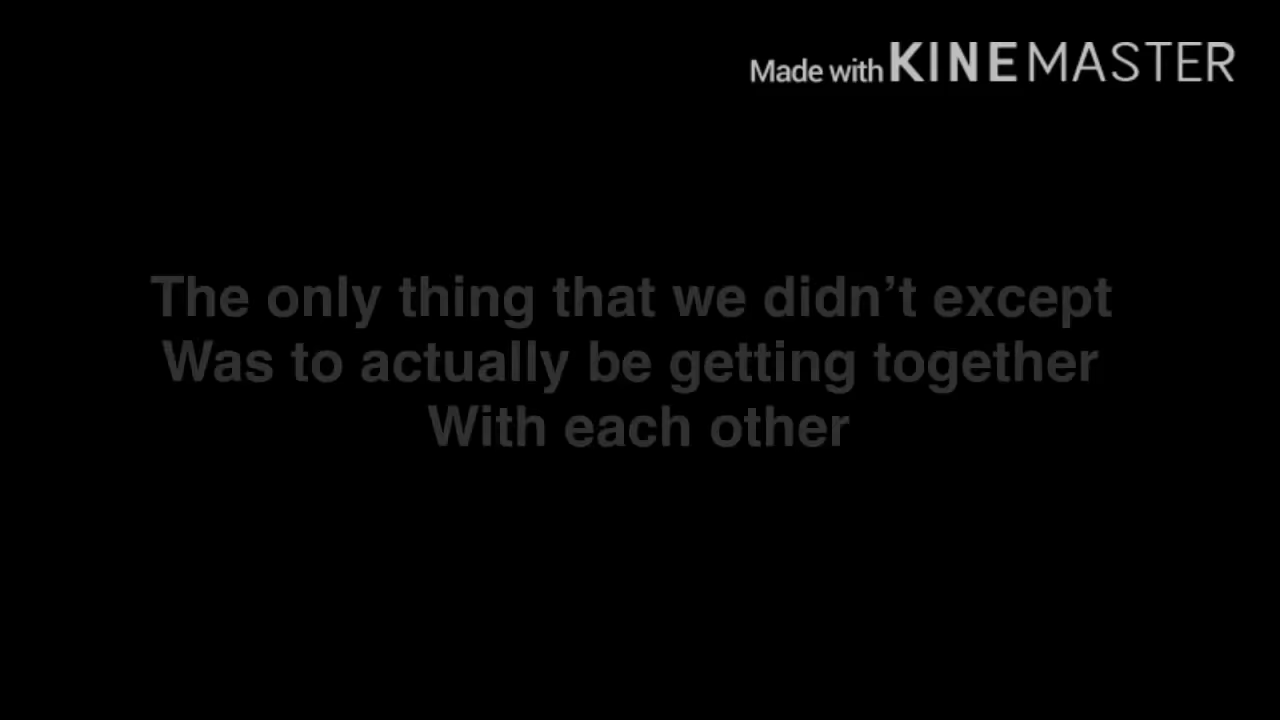 Made with KINEMASTER
The only thing that we didn’t except
Was to actually be getting together
With each other